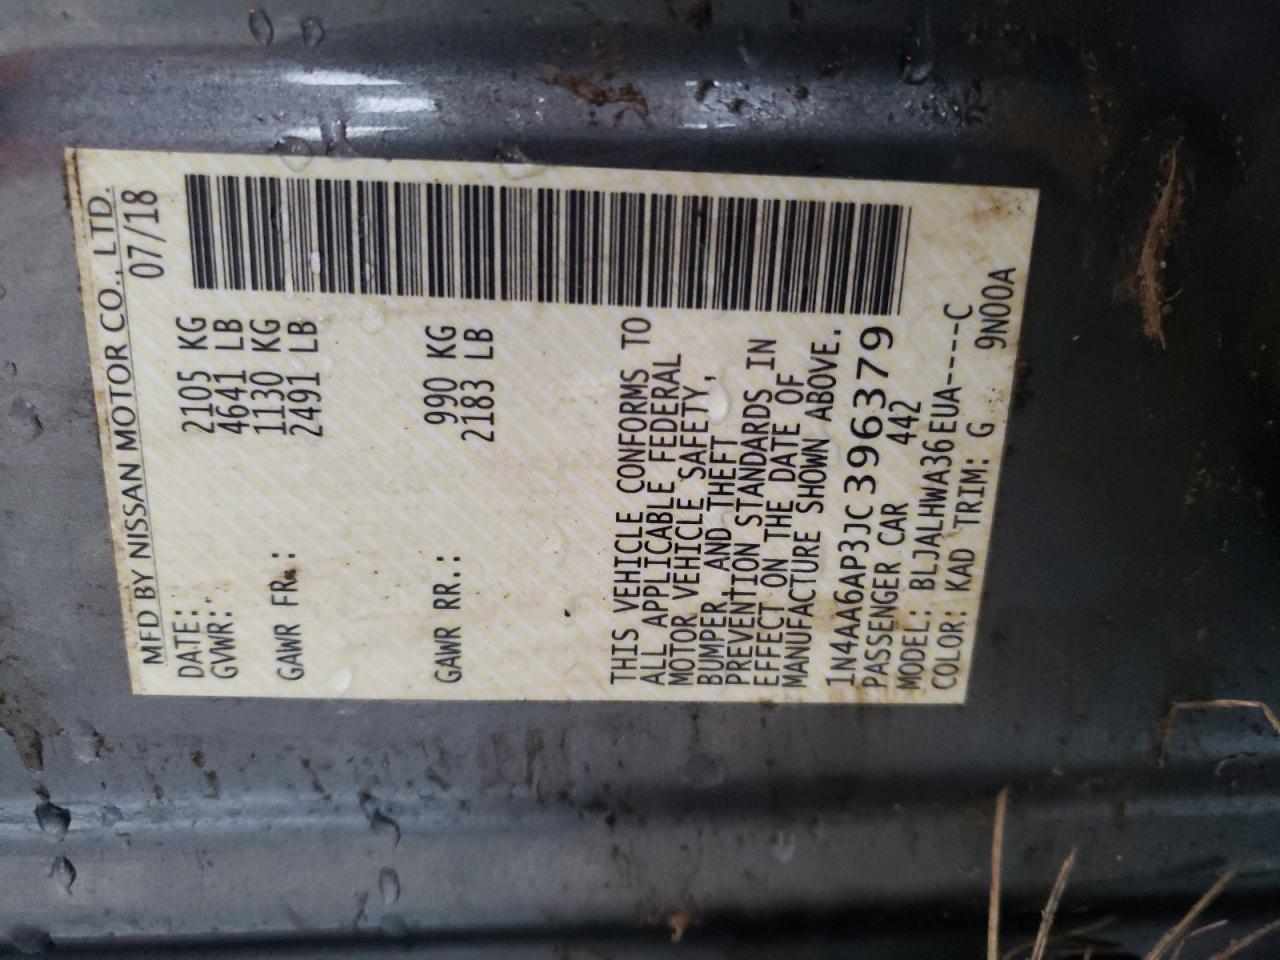 MFD BY NISSAN MOTOR CO., LTD.
07/18
DATE: 2105 KG
GVWR: 4641 LB
1130 KG
GAWR FR.: 2491 LB
990 KG
GAWR RR.: 2183 LB
THIS VEHICLE CONFORMS TO
ALL APPLICABLE FEDERAL
MOTOR VEHICLE SAFETY,
BUMPER, AND THEFT
PREVENTION STANDARDS IN
EFFECT ON THE DATE OF
MANUFACTURE SHOWN ABOVE.
1N4AA6AP3JC396379
PASSENGER CAR 442
MODEL: BLJALHWA36EUA-----C
COLOR: KAD TRIM: G 9N00A